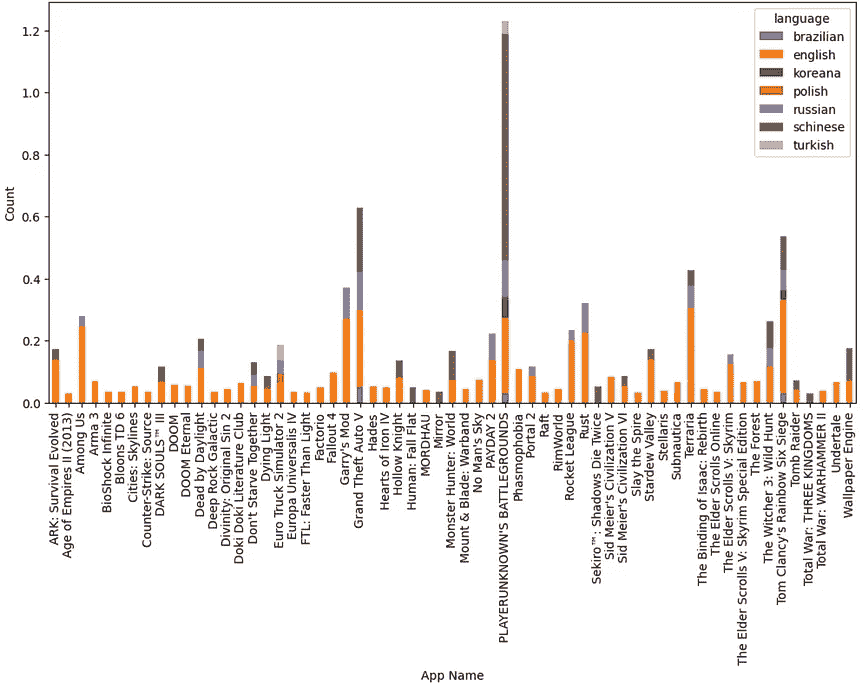 1.2
1.0
0.8
0.6
0.4
0.2
0.0
Count
language
brazilian
english
koreana
polish
russian
schinese
turkish
ARK: Survival Evolved
Age of Empires II (2013)
Among Us
Arma 3
BioShock Infinite
Bloons TD 6
Cities: Skylines
Counter-Strike: Source
DARK SOULS™ III
DOOM
DOOM Eternal
Dead by Daylight
Deep Rock Galactic
Divinity: Original Sin 2
Doki Doki Literature Club
Don't Starve Together
Dying Light
Euro Truck Simulator 2
Europa Universalis IV
FTL: Faster Than Light
Factorio
Fallout 4
Garry's Mod
Grand Theft Auto V
Hades
Hearts of Iron IV
Hollow Knight
Human: Fall Flat
MORDHAU
Mirror
Monster Hunter: World
Mount & Blade: Warband
No Man's Sky
PAYDAY 2
PLAYERUNKNOWN'S BATTLEGROUNDS
Phasmophobia
Portal 2
Raft
RimWorld
Rocket League
Rust
Sekiro™: Shadows Die Twice
Sid Meier's Civilization V
Sid Meier's Civilization VI
Slay the Spire
Stardew Valley
Stellaris
Subnautica
Terraria
The Binding of Isaac: Rebirth
The Elder Scrolls Online
The Elder Scrolls V: Skyrim
The Elder Scrolls V: Skyrim Special Edition
The Forest
The Witcher 3: Wild Hunt
Tom Clancy's Rainbow Six Siege
Tomb Raider
Total War: THREE KINGDOMS
Total War: WARHAMMER II
Undertale
Wallpaper Engine
App Name